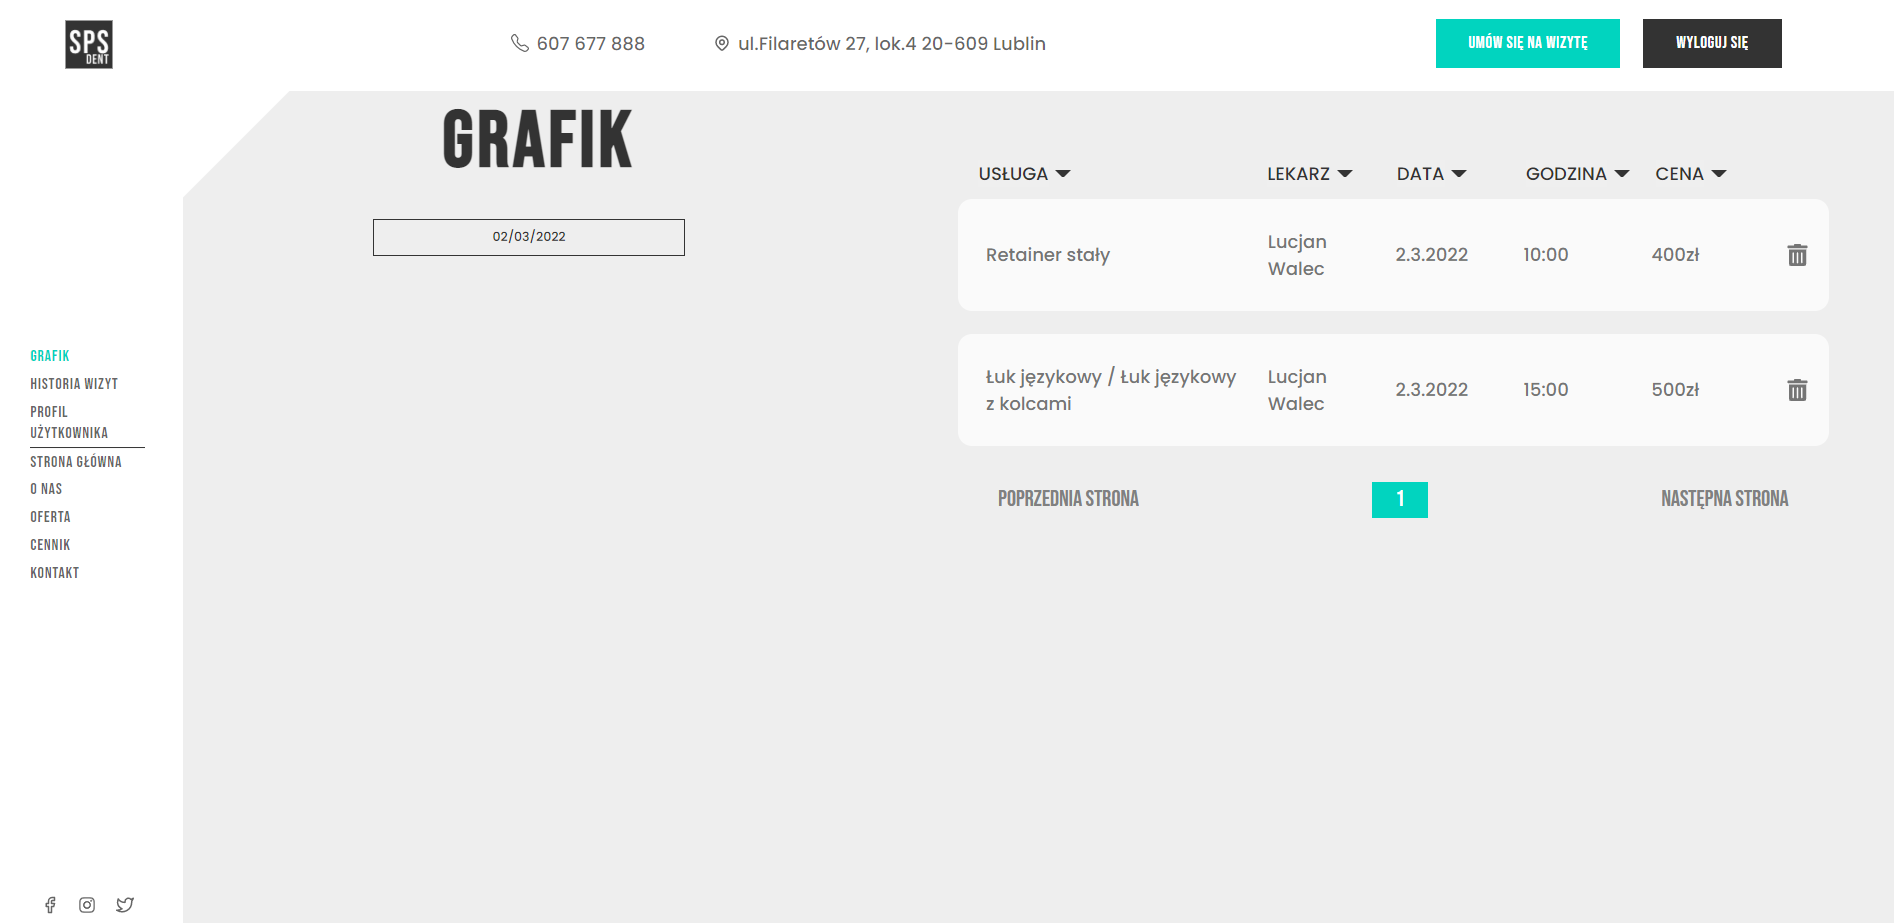 SPS
DENT
607 677 888
ul.Filaretów 27, lok.4 20-609 Lublin
UMÓW SIĘ NA WIZYTĘ
WYLOGUJ SIĘ
GRAFIK
HISTORIA WIZYT
PROFIL
UŻYTKOWNIKA
STRONA GŁÓWNA
O NAS
OFERTA
CENNIK
KONTAKT
GRAFIK
02/03/2022
USŁUGA LEKARZ DATA GODZINA CENA
Retainer stały
Lucjan
Walec
2.3.2022
10:00
400zł
Łuk językowy / Łuk językowy
z kolcami
Lucjan
Walec
2.3.2022
15:00
500zł
POPRZEDNIA STRONA 1 NASTĘPNA STRONA